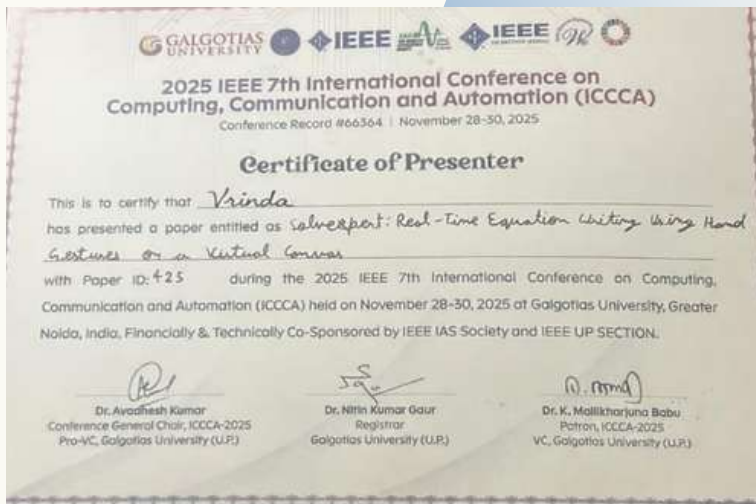 GALGOTIAS UNIVERSITY IEEE IEEE
2025 IEEE 7th International Conference on
Computing, Communication and Automation (ICCCA)
Conference Record #66364 | November 28-30, 2025
Certificate of Presenter
This is to certify that Vrinda
has presented a paper entitled as Solvexpert: Real-Time Equation Writing Using Hand
Gestures on a Virtual Canvas
with Paper ID: 425 during the 2025 IEEE 7th International Conference on Computing,
Communication and Automation (ICCCA) held on November 28-30, 2025 at Galgotias University, Greater
Noida, India, Financially & Technically Co-Sponsored by IEEE IAS Society and IEEE UP SECTION.
Dr. Avadhesh Kumar Dr. Nitin Kumar Gaur Dr. K. Mallikharjuna Babu
Conference General Chair, ICCCA-2025 Registrar Patron, ICCCA-2025
Pro-VC, Galgotias University (U.P.) Galgotias University (U.P.) VC, Galgotias University (U.P.)